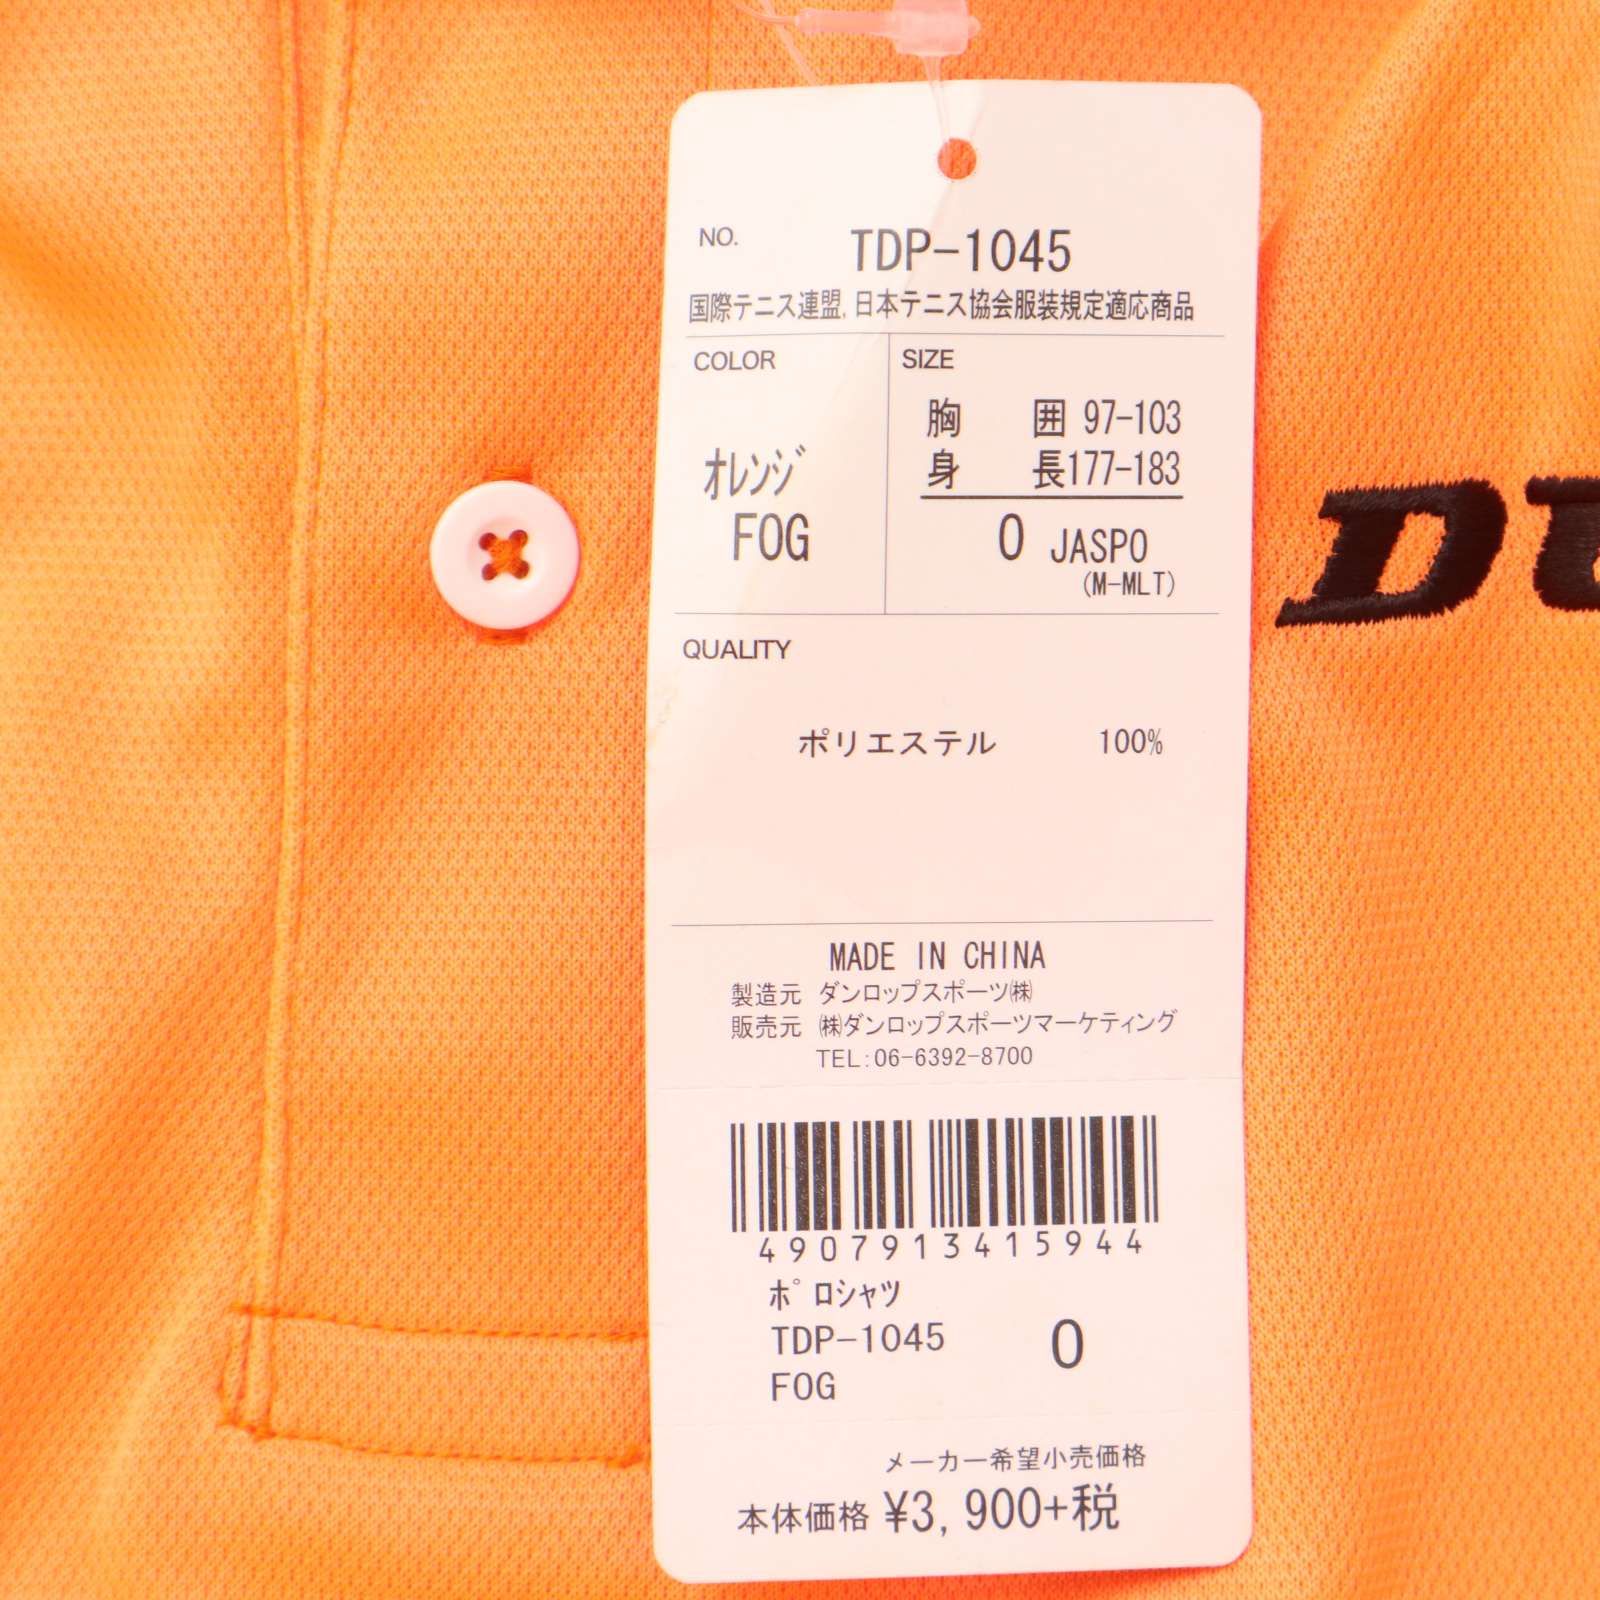 NO. TDP-1045
国際テニス連盟,日本テニス協会服装規定適応商品
COLOR
オレンジ
FOG
SIZE
胸 囲 97-103
身 長177-183
0 JASPO
(M-MLT)
QUALITY
ポリエステル 100%
MADE IN CHINA
製造元 ダンロップスポーツ㈱
販売元 ㈱ダンロップスポーツマーケティング
TEL:06-6392-8700
4907913415944
ポロシャツ
TDP-1045 0
FOG
メーカー希望小売価格
本体価格 ¥3,900+税
DU